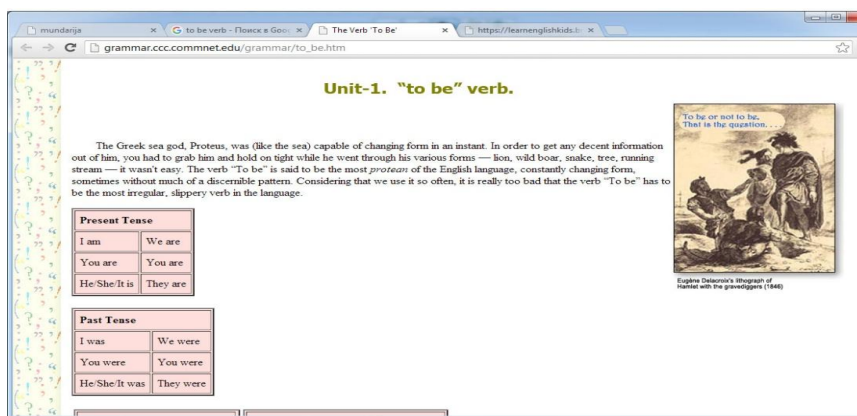 mundarija
to be verb - Поиск в Goo
The Verb 'To Be'
https://learnenglishkids.b
grammar.ccc.commnet.edu/grammar/to_be.htm
Unit-1. “to be” verb.
The Greek sea god, Proteus, was (like the sea) capable of changing form in an instant. In order to get any decent information
out of him, you had to grab him and hold on tight while he went through his various forms — lion, wild boar, snake, tree, running
stream — it wasn't easy. The verb “To be” is said to be the most protean of the English language, constantly changing form,
sometimes without much of a discernible pattern. Considering that we use it so often, it is really too bad that the verb “To be” has to
be the most irregular, slippery verb in the language.
To be or not to be,
That is the question. . . .
Eugène Delacroix's lithograph of
Hamlet with the gravediggers (1846)
Present Tense
I am We are
You are You are
He/She/It is They are
Past Tense
I was We were
You were You were
He/She/It was They were